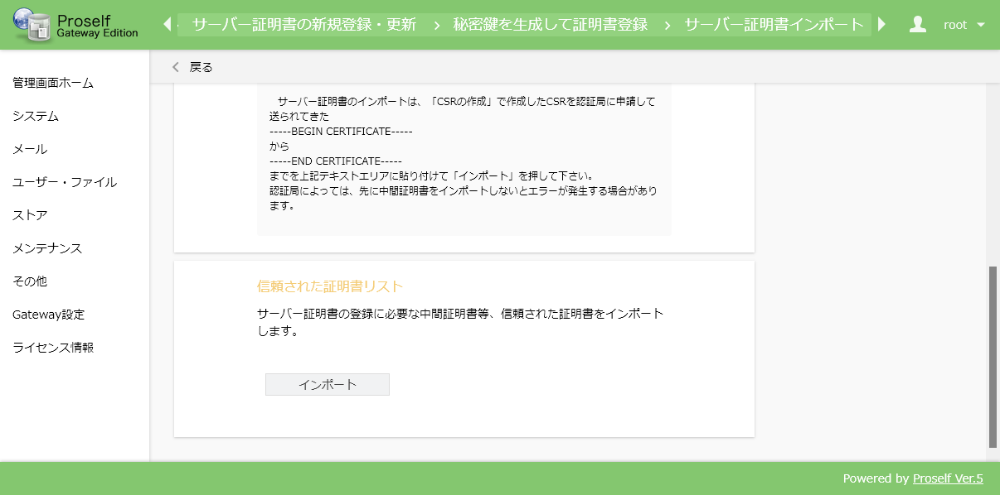 Proself
Gateway Edition
サーバー証明書の新規登録・更新 › 秘密鍵を生成して証明書登録 › サーバー証明書インポート
root
戻る
管理画面ホーム
システム
メール
ユーザー・ファイル
ストア
メンテナンス
その他
Gateway設定
ライセンス情報
サーバー証明書のインポートは、「CSRの作成」で作成したCSRを認証局に申請して
送られてきた
-----BEGIN CERTIFICATE-----
から
-----END CERTIFICATE-----
までを上記テキストエリアに貼り付けて「インポート」を押して下さい。
認証局によっては、先に中間証明書をインポートしないとエラーが発生する場合があり
ます。
信頼された証明書リスト
サーバー証明書の登録に必要な中間証明書等、信頼された証明書をインポート
します。
インポート
Powered by Proself Ver.5